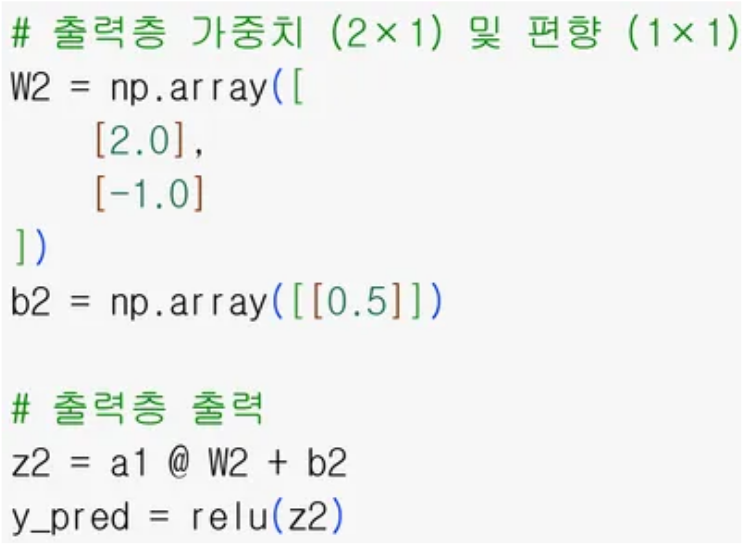 # 출력층 가중치 (2×1) 및 편향 (1×1)
W2 = np.array([
    [2.0],
    [-1.0]
])
b2 = np.array([[0.5]])

# 출력층 출력
z2 = a1 @ W2 + b2
y_pred = relu(z2)